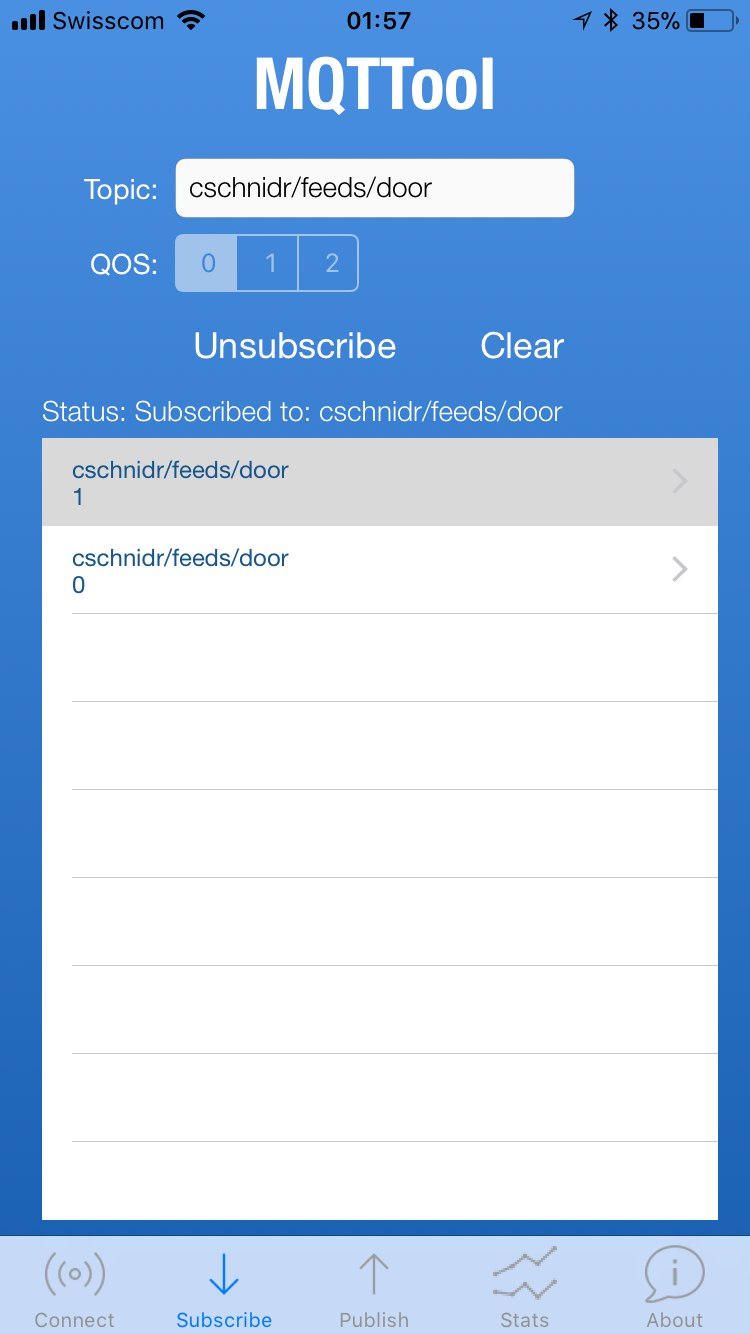 Swisscom 01:57 35%
MQTTool
Topic: cschnidr/feeds/door
QOS: 0 1 2
Unsubscribe Clear
Status: Subscribed to: cschnidr/feeds/door
cschnidr/feeds/door
1
cschnidr/feeds/door
0
Connect Subscribe Publish Stats About